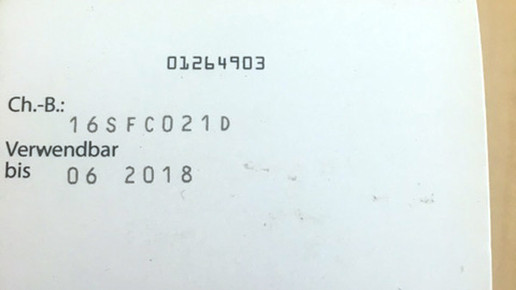 01264903
Ch.-B.:
16SFC021D
Verwendbar
bis 06 2018